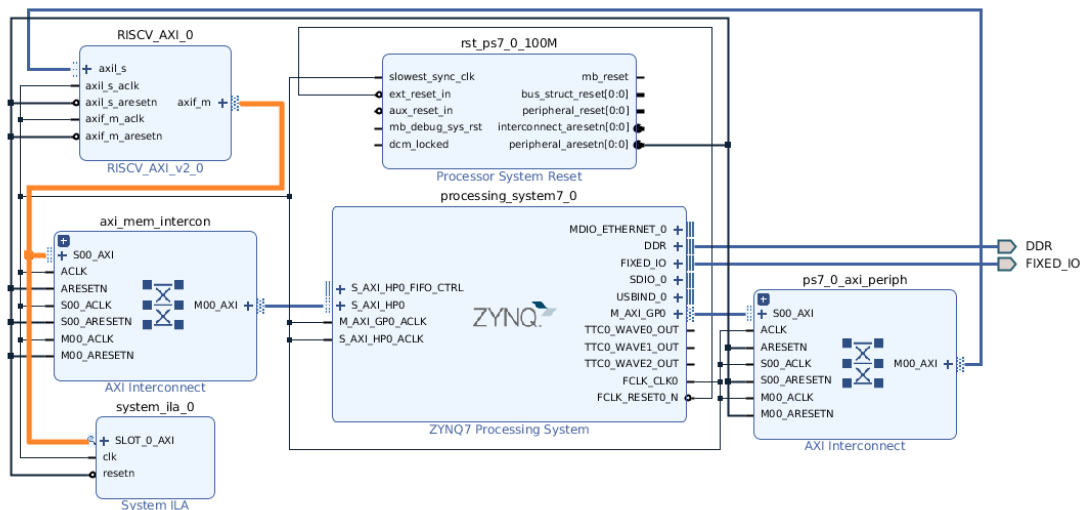 RISCV_AXI_0
axil_s
axil_s_aclk
axil_s_aresetn
axif_m_aclk
axif_m_aresetn
axif_m
RISCV_AXI_v2_0
rst_ps7_0_100M
slowest_sync_clk
ext_reset_in
aux_reset_in
mb_debug_sys_rst
dcm_locked
mb_reset
bus_struct_reset[0:0]
peripheral_reset[0:0]
interconnect_aresetn[0:0]
peripheral_aresetn[0:0]
Processor System Reset
axi_mem_intercon
S00_AXI
ACLK
ARESETN
S00_ACLK
S00_ARESETN
M00_ACLK
M00_ARESETN
M00_AXI
AXI Interconnect
processing_system7_0
S_AXI_HP0_FIFO_CTRL
S_AXI_HP0
M_AXI_GP0_ACLK
S_AXI_HP0_ACLK
ZYNQ
MDIO_ETHERNET_0
DDR
FIXED_IO
SDIO_0
USBIND_0
M_AXI_GP0
TTC0_WAVE0_OUT
TTC0_WAVE1_OUT
TTC0_WAVE2_OUT
FCLK_CLK0
FCLK_RESET0_N
ZYNQ7 Processing System
DDR
FIXED_IO
ps7_0_axi_periph
S00_AXI
ACLK
ARESETN
S00_ACLK
S00_ARESETN
M00_ACLK
M00_ARESETN
M00_AXI
AXI Interconnect
system_ila_0
SLOT_0_AXI
clk
resetn
System ILA